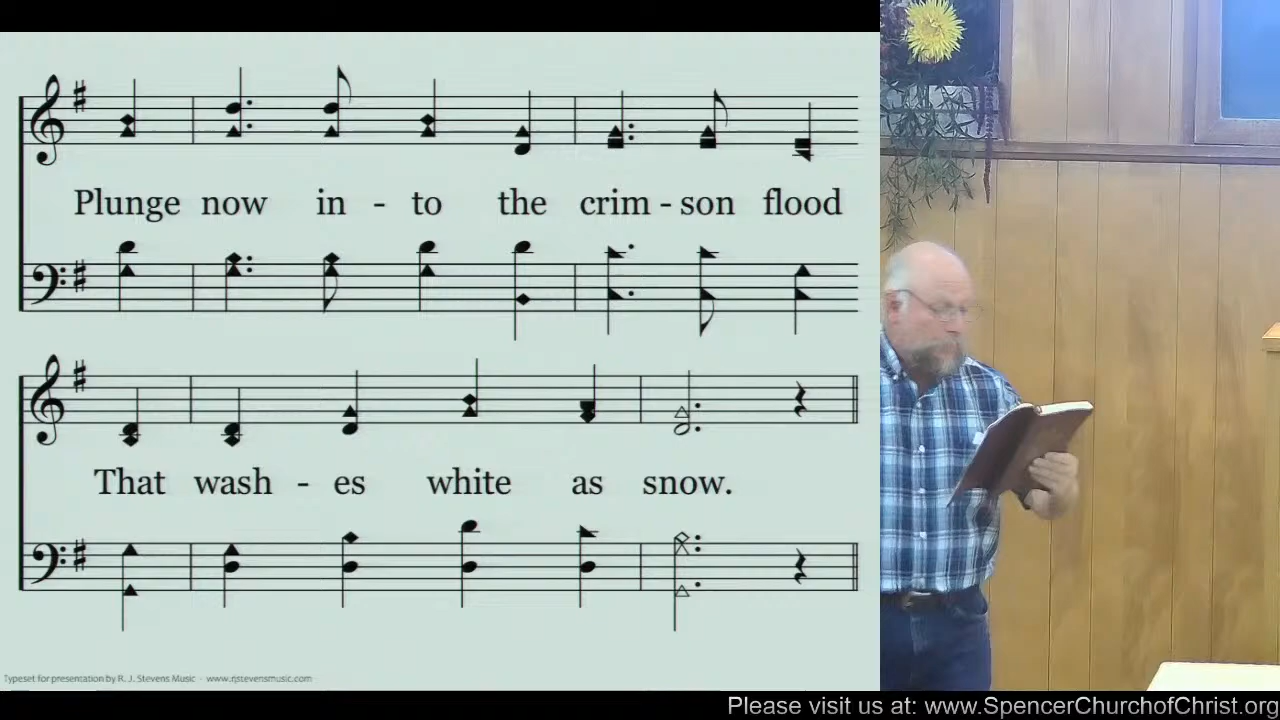 Plunge now in - to the crim - son flood
That wash - es white as snow.
Typeset for presentation by R. J. Stevens Music - www.rjstevensmusic.com
Please visit us at: www.SpencerChurchofChrist.org